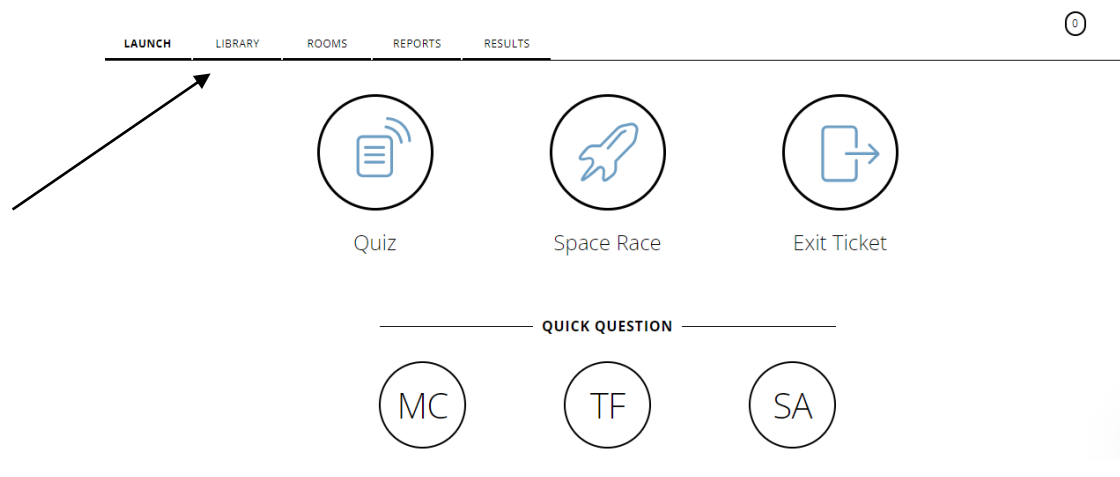 0
LAUNCH LIBRARY ROOMS REPORTS RESULTS
Quiz Space Race Exit Ticket
QUICK QUESTION
MC TF SA